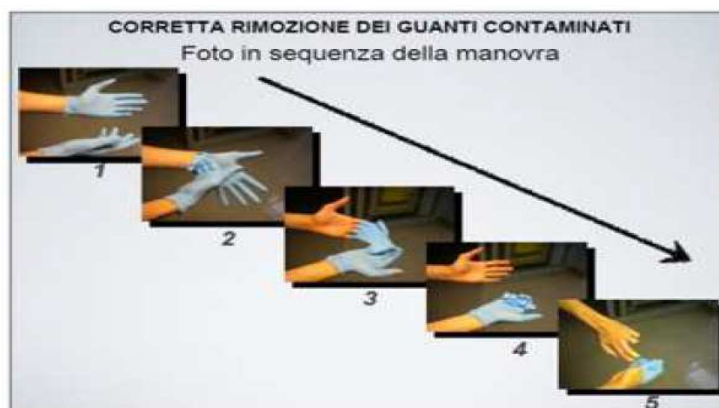 CORRETTA RIMOZIONE DEI GUANTI CONTAMINATI
Foto in sequenza della manovra
1
2
3
4
5